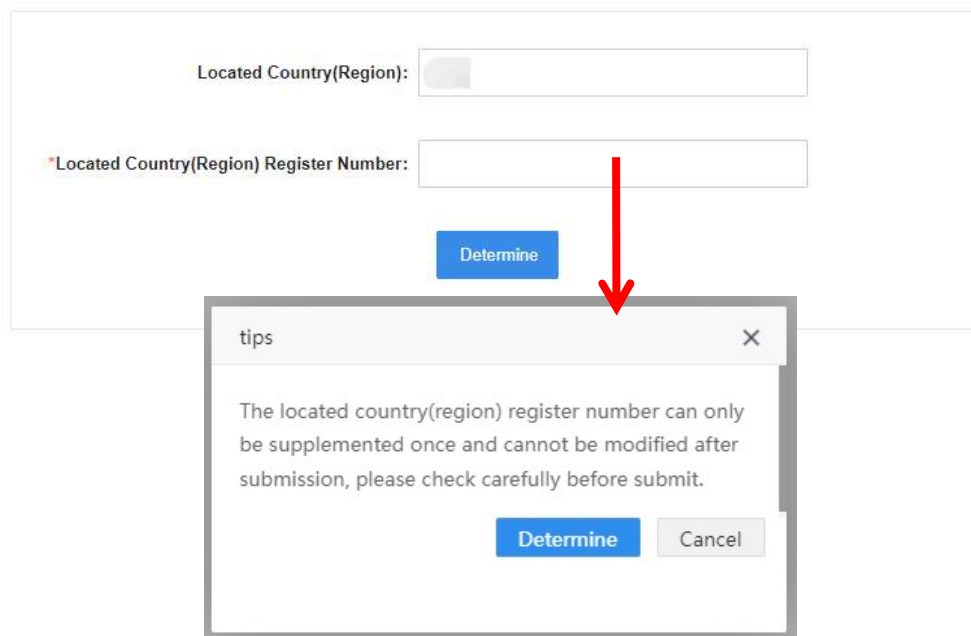 Located Country(Region):
*Located Country(Region) Register Number:
Determine
tips
The located country(region) register number can only
be supplemented once and cannot be modified after
submission, please check carefully before submit.
Determine Cancel